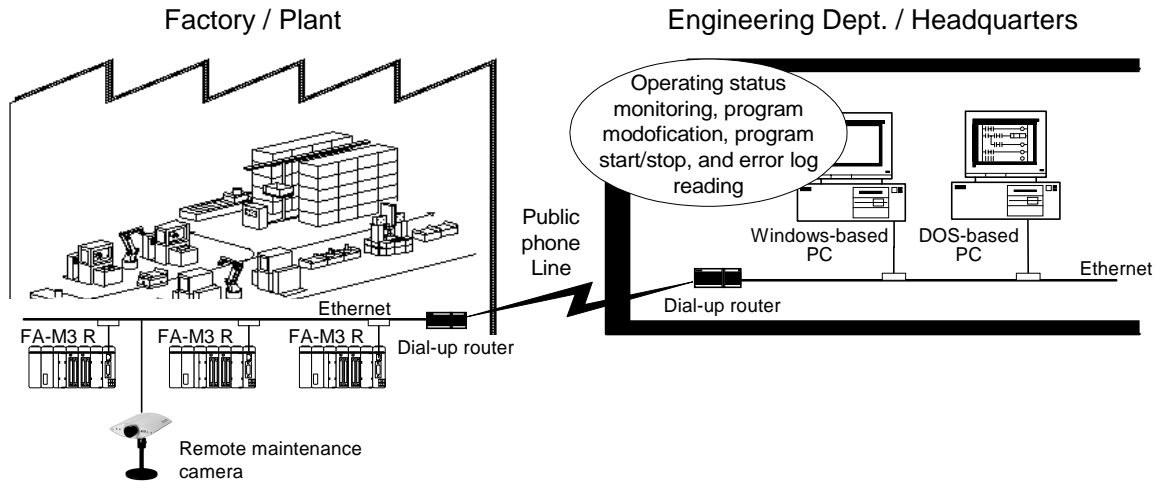 Factory / Plant
Engineering Dept. / Headquarters
Operating status
monitoring, program
modofication, program
start/stop, and error log
reading
Public
phone
Line
Windows-based
PC
DOS-based
PC
Ethernet
Dial-up router
Ethernet
Dial-up router
FA-M3 R
FA-M3 R
FA-M3 R
Remote maintenance
camera